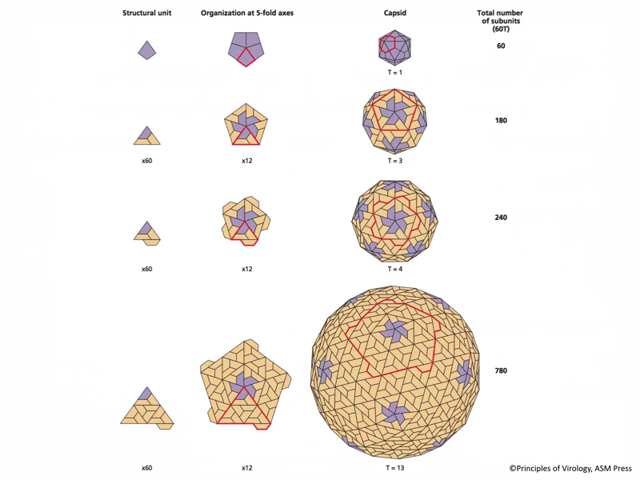 Structural unit
Organization at 5-fold axes
Capsid
Total number
of subunits
(60T)
60
T = 1
180
x60
x12
T = 3
240
x60
x12
T = 4
780
x60
x12
T = 13
©Principles of Virology, ASM Press